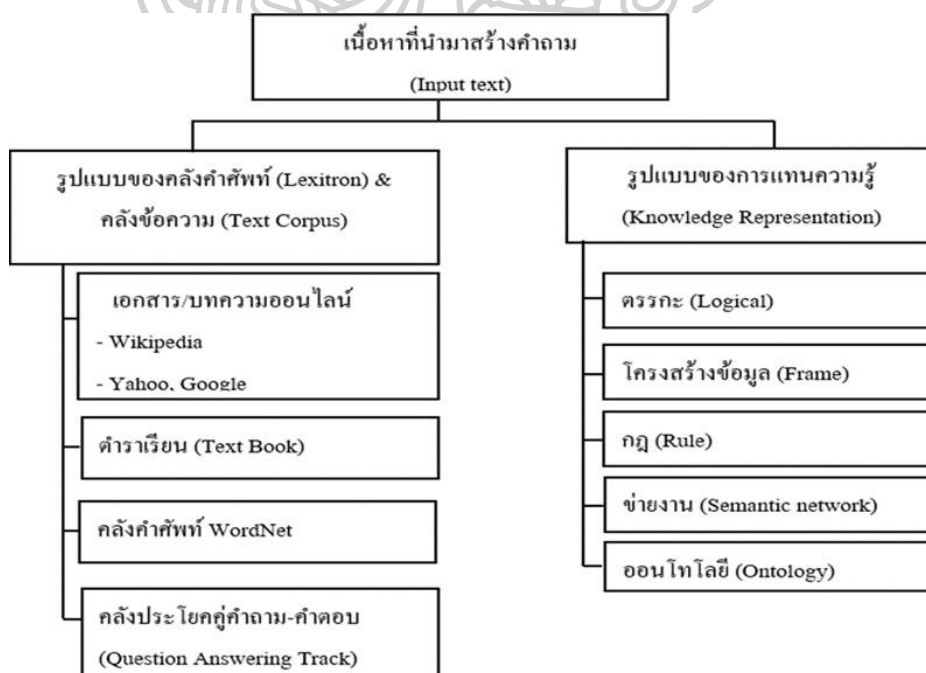 เนื้อหาที่นำมาสร้างคำถาม
(Input text)
รูปแบบของคลังคำศัพท์ (Lexitron) &
คลังข้อความ (Text Corpus)
เอกสาร/บทความออนไลน์
- Wikipedia
- Yahoo, Google
ตำราเรียน (Text Book)
คลังคำศัพท์ WordNet
คลังประโยคคู่คำถาม-คำตอบ
(Question Answering Track)
รูปแบบของการแทนความรู้
(Knowledge Representation)
ตรรกะ (Logical)
โครงสร้างข้อมูล (Frame)
กฎ (Rule)
ข่ายงาน (Semantic network)
ออนโทโลยี (Ontology)